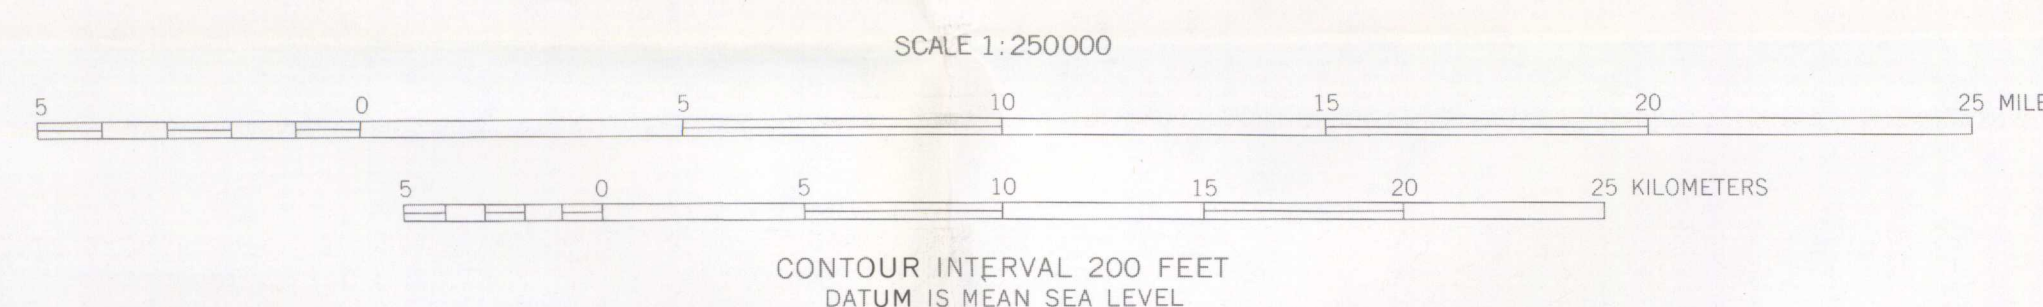 SCALE 1:250000
5 0 5 10 15 20 25 MILE
5 0 5 10 15 20 25 KILOMETERS
CONTOUR INTERVAL 200 FEET
DATUM IS MEAN SEA LEVEL